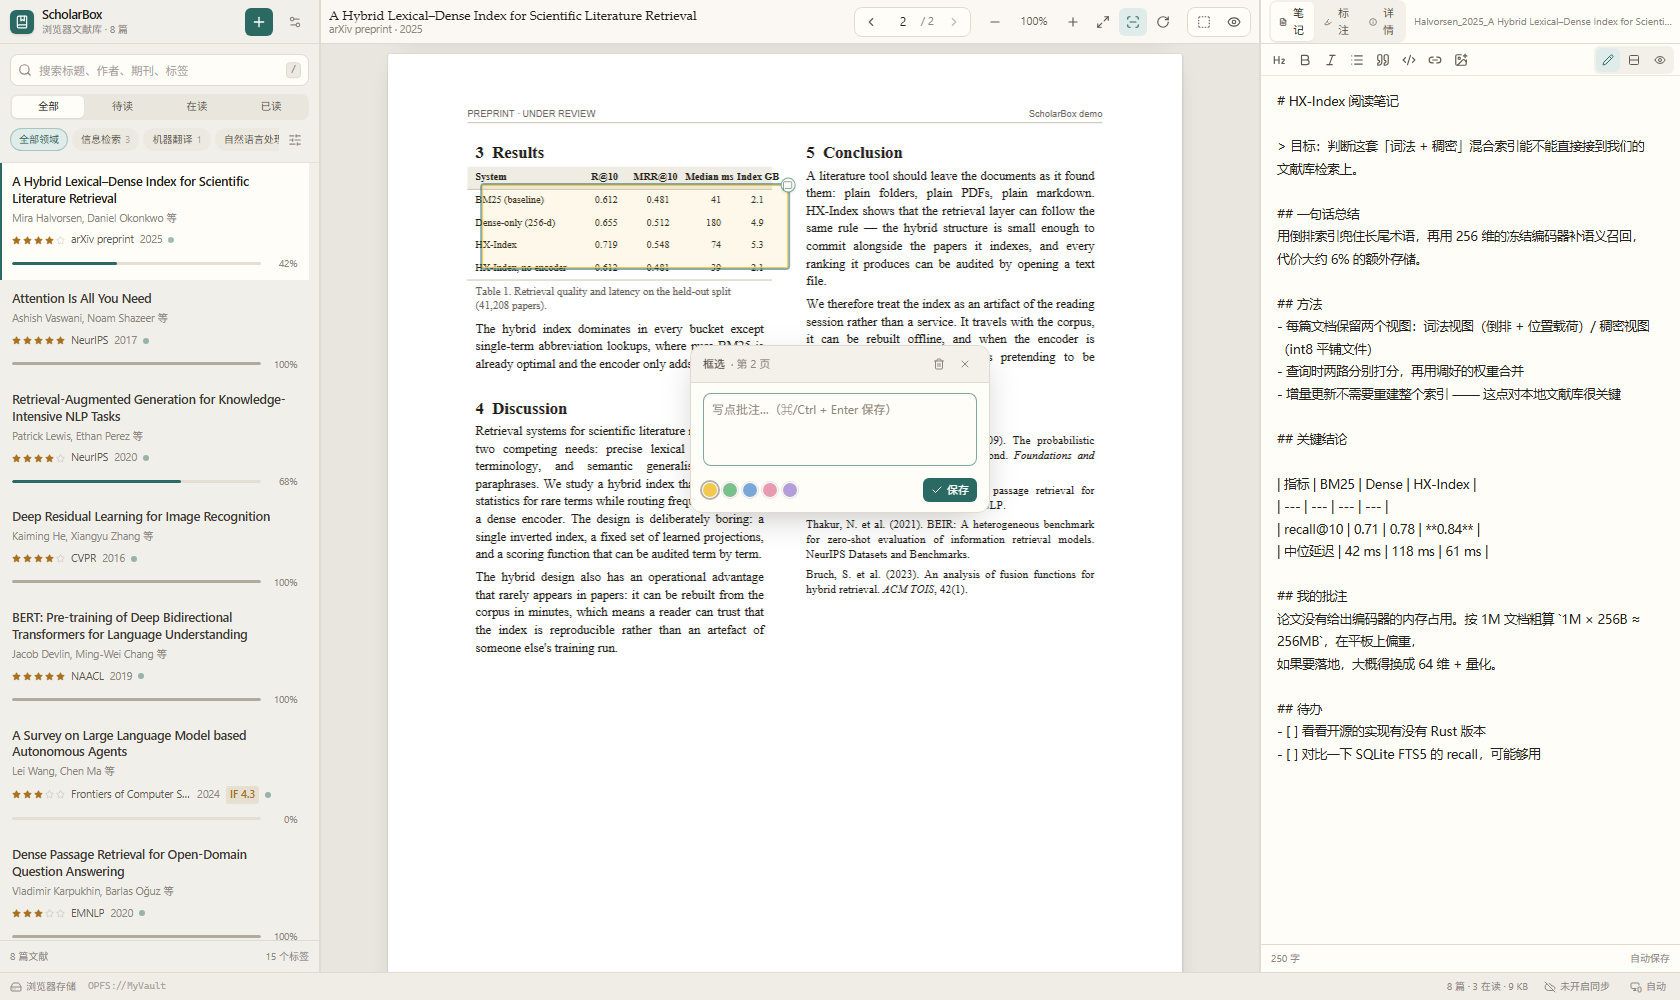 ScholarBox
浏览器文献库 · 8 篇
搜索标题、作者、期刊、标签
/
全部
待读
在读
已读
全部领域
信息检索 3
机器翻译 1
自然语言处理
A Hybrid Lexical–Dense Index for Scientific
Literature Retrieval
Mira Halvorsen, Daniel Okonkwo 等
arXiv preprint 2025
42%
Attention Is All You Need
Ashish Vaswani, Noam Shazeer 等
NeurIPS 2017
100%
Retrieval-Augmented Generation for Knowledge-
Intensive NLP Tasks
Patrick Lewis, Ethan Perez 等
NeurIPS 2020
68%
Deep Residual Learning for Image Recognition
Kaiming He, Xiangyu Zhang 等
CVPR 2016
100%
BERT: Pre-training of Deep Bidirectional
Transformers for Language Understanding
Jacob Devlin, Ming-Wei Chang 等
NAACL 2019
100%
A Survey on Large Language Model based
Autonomous Agents
Lei Wang, Chen Ma 等
Frontiers of Computer S... 2024 IF 4.3
0%
Dense Passage Retrieval for Open-Domain
Question Answering
Vladimir Karpukhin, Barlas Oğuz 等
EMNLP 2020
100%
8 篇文献
15 个标签
A Hybrid Lexical–Dense Index for Scientific Literature Retrieval
arXiv preprint · 2025
2 / 2
100%
PREPRINT · UNDER REVIEW
ScholarBox demo
3 Results
System R@10 MRR@10 Median ms Index GB
BM25 (baseline) 0.612 0.481 41 2.1
Dense-only (256-d) 0.655 0.512 180 4.9
HX-Index 0.719 0.548 74 5.3
HX-Index, no encoder 0.612 0.481 39 2.1
Table 1. Retrieval quality and latency on the held-out split
(41,208 papers).
The hybrid index dominates in every bucket except
single-term abbreviation lookups, where pure BM25 is
already optimal and the encoder only adds
4 Discussion
Retrieval systems for scientific literature
two competing needs: precise lexical
terminology, and semantic
paraphrases. We study a hybrid index
statistics for rare terms while routing
a dense encoder. The design is deliberately boring: a
single inverted index, a fixed set of learned projections,
and a scoring function that can be audited term by term.
The hybrid design also has an operational advantage
that rarely appears in papers: it can be rebuilt from the
corpus in minutes, which means a reader can trust that
the index is reproducible rather than an artefact of
someone else's training run.
5 Conclusion
A literature tool should leave the documents as it found
them: plain folders, plain PDFs, plain markdown.
HX-Index shows that the retrieval layer can follow the
same rule — the hybrid structure is small enough to
commit alongside the papers it indexes, and every
ranking it produces can be audited by opening a text
file.
We therefore treat the index as an artifact of the reading
session rather than a service. It travels with the corpus,
it can be rebuilt offline, and when the encoder is
pretending to be
09). The probabilistic
Foundations and
passage retrieval for
Thakur, N. et al. (2021). BEIR: A heterogeneous benchmark
for zero-shot evaluation of information retrieval models.
NeurIPS Datasets and Benchmarks.
Bruch, S. et al. (2023). An analysis of fusion functions for
hybrid retrieval. ACM TOIS, 42(1).
框选 · 第 2 页
写点批注...（⌘/Ctrl + Enter 保存）
保存
笔记
标注
详情
Halvorsen_2025_A Hybrid Lexical–Dense Index for Scienti...
H2
# HX-Index 阅读笔记
> 目标：判断这套「词法 + 稠密」混合索引能不能直接接到我们的
文献库检索上。
## 一句话总结
用倒排索引兜住长尾术语，再用 256 维的冻结编码器补语义召回，
代价大约 6% 的额外存储。
## 方法
- 每篇文档保留两个视图：词法视图（倒排 + 位置载荷）/ 稠密视图
（int8 平铺文件）
- 查询时两路分别打分，再用调好的权重合并
- 增量更新不需要重建整个索引 —— 这点对本地文献库很关键
## 关键结论
| 指标 | BM25 | Dense | HX-Index |
| --- | --- | --- | --- |
| recall@10 | 0.71 | 0.78 | **0.84** |
| 中位延迟 | 42 ms | 118 ms | 61 ms |
## 我的批注
论文没有给出编码器的内存占用。按 1M 文档粗算 `1M × 256B ≈
256MB`，在平板上偏重，
如果要落地，大概得换成 64 维 + 量化。
## 待办
- [ ] 看看开源的实现有没有 Rust 版本
- [ ] 对比一下 SQLite FTS5 的 recall，可能够用
250 字
自动保存
浏览器存储 OPFS://MyVault
8 篇 · 3 在读 · 9 KB
未开启同步
自动